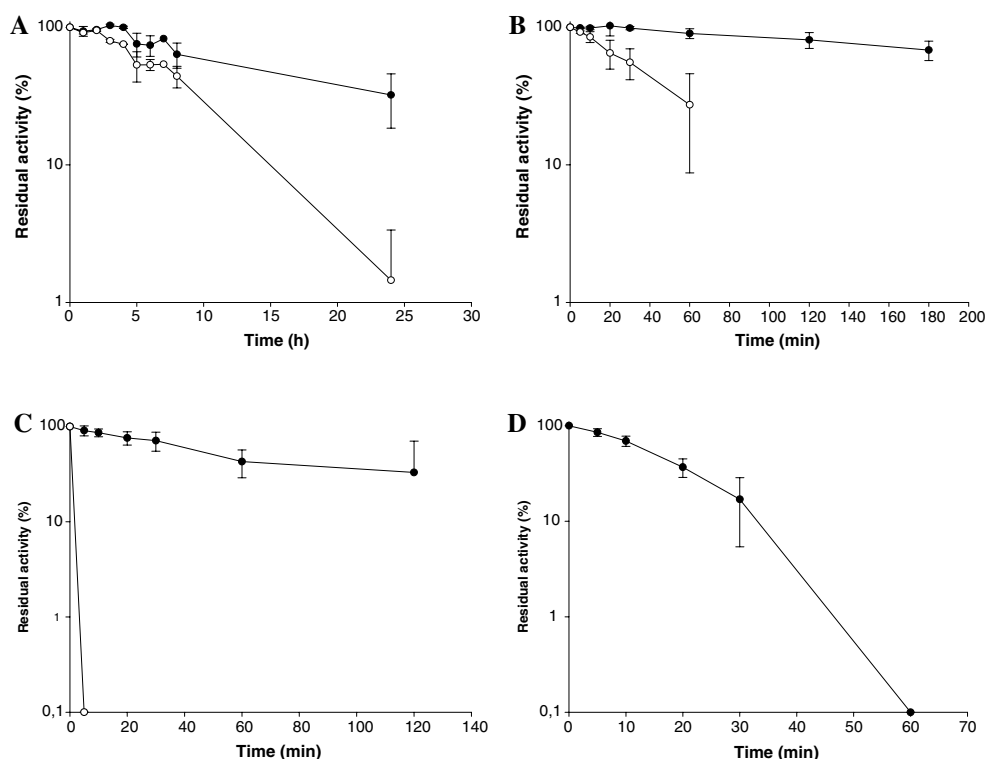 A
Residual activity (%)
100
10
1
0 5 10 15 20 25 30
Time (h)
B
Residual activity (%)
100
10
1
0 20 40 60 80 100 120 140 160 180 200
Time (min)
C
Residual activity (%)
100
10
1
0,1
0 20 40 60 80 100 120 140
Time (min)
D
Residual activity (%)
100
10
1
0,1
0 10 20 30 40 50 60 70
Time (min)